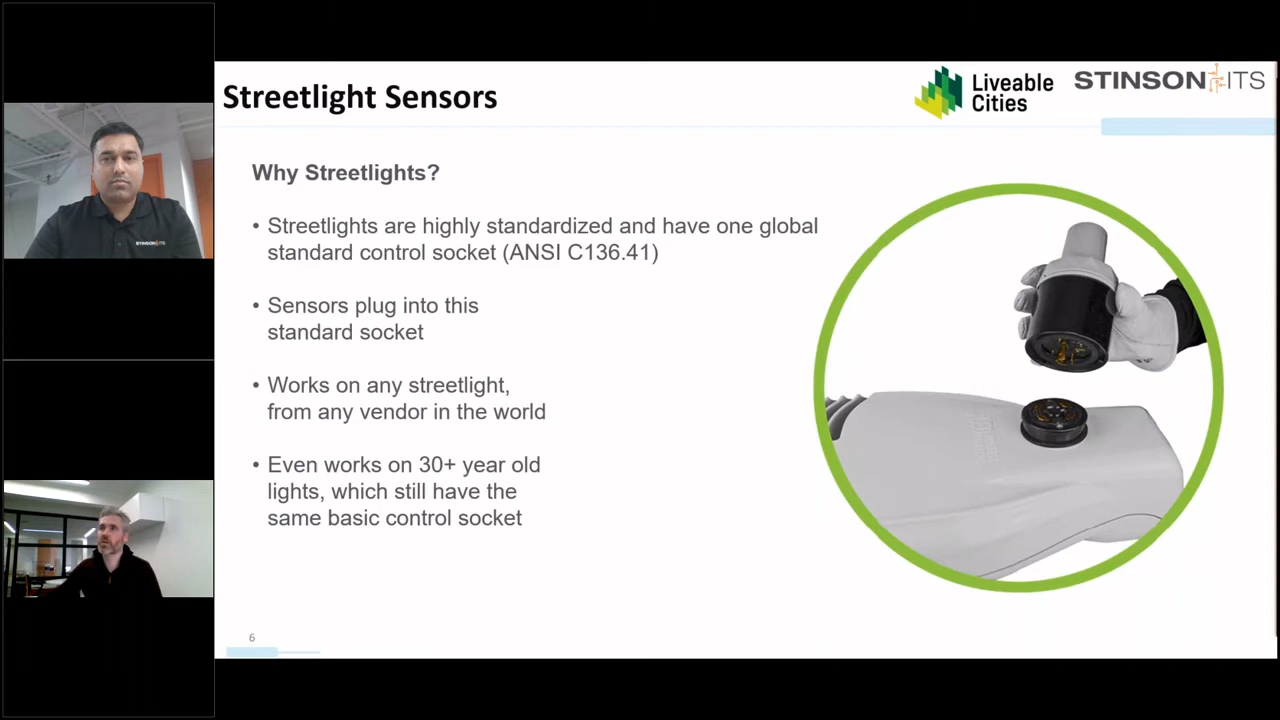 Streetlight Sensors
Liveable
Cities
STINSON ITS
Why Streetlights?
• Streetlights are highly standardized and have one global
standard control socket (ANSI C136.41)
• Sensors plug into this
standard socket
• Works on any streetlight,
from any vendor in the world
• Even works on 30+ year old
lights, which still have the
same basic control socket
6
STINSON ITS